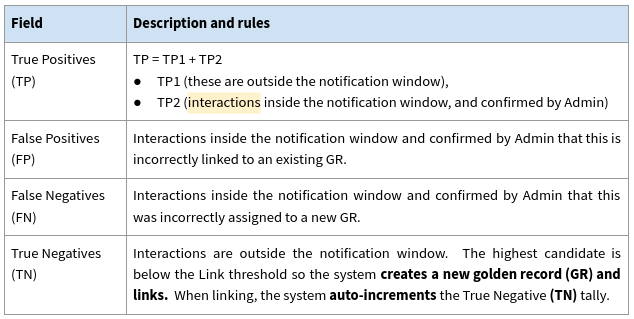 Field Description and rules
True Positives TP = TP1 + TP2
(TP) ● TP1 (these are outside the notification window),
● TP2 (interactions inside the notification window, and confirmed by Admin)
False Positives Interactions inside the notification window and confirmed by Admin that this is
(FP) incorrectly linked to an existing GR.
False Negatives Interactions inside the notification window and confirmed by Admin that this
(FN) was incorrectly assigned to a new GR.
True Negatives Interactions are outside the notification window. The highest candidate is
(TN) below the Link threshold so the system creates a new golden record (GR) and
links. When linking, the system auto-increments the True Negative (TN) tally.